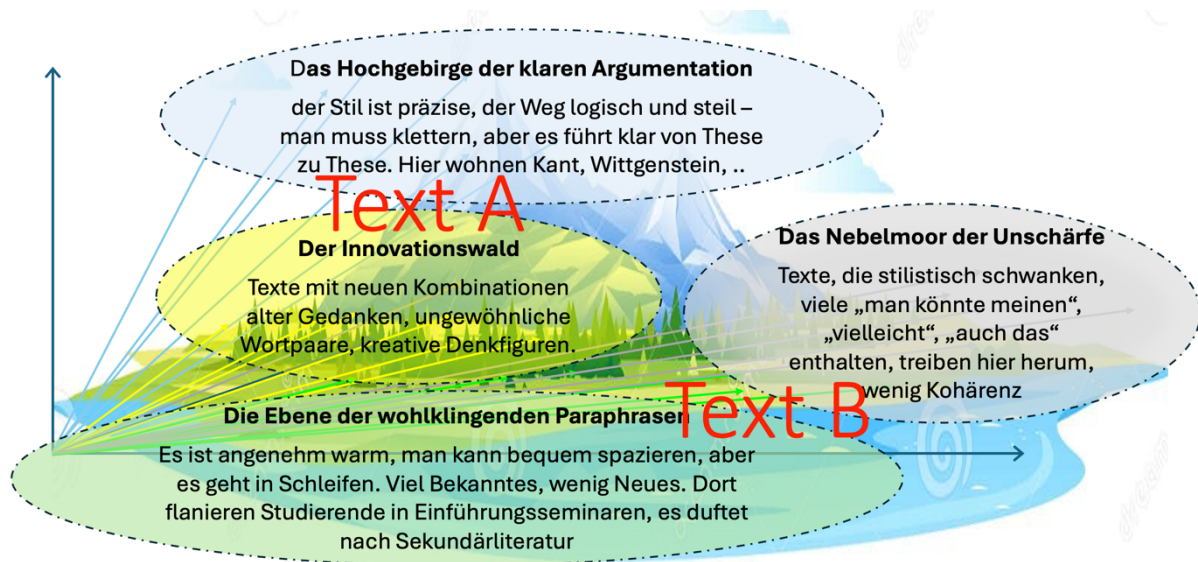 Das Hochgebirge der klaren Argumentation
der Stil ist präzise, der Weg logisch und steil –
man muss klettern, aber es führt klar von These
zu These. Hier wohnen Kant, Wittgenstein, ..
Text A
Der Innovationswald
Texte mit neuen Kombinationen
alter Gedanken, ungewöhnliche
Wortpaare, kreative Denkfiguren.
Das Nebelmoor der Unschärfe
Texte, die stilistisch schwanken,
viele „man könnte meinen“,
„vielleicht“, „auch das“
enthalten, treiben hier herum,
wenig Kohärenz
Text B
Die Ebene der wohlklingenden Paraphrasen
Es ist angenehm warm, man kann bequem spazieren, aber
es geht in Schleifen. Viel Bekanntes, wenig Neues. Dort
flanieren Studierende in Einführungsseminaren, es duftet
nach Sekundärliteratur